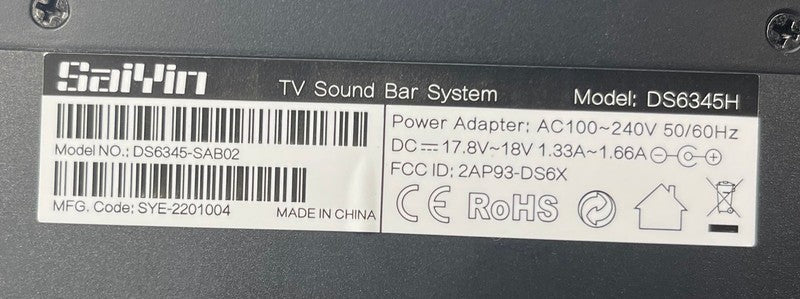 SaiYin TV Sound Bar System Model: DS6345H
Model NO.: DS6345-SAB02
MFG. Code: SYE-2201004
MADE IN CHINA
Power Adapter: AC100~240V 50/60Hz
DC⎓17.8V~18V 1.33A~1.66A
FCC ID: 2AP93-DS6X
CE RoHS